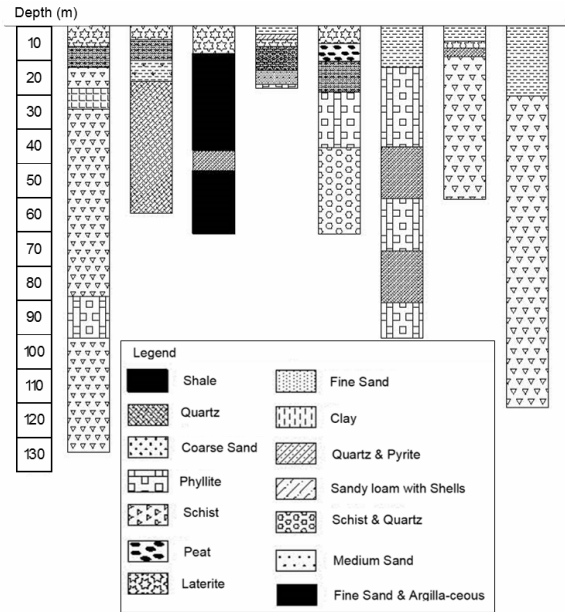 Depth (m)
10
20
30
40
50
60
70
80
90
100
110
120
130
Legend
Shale
Quartz
Coarse Sand
Phyllite
Schist
Peat
Laterite
Fine Sand
Clay
Quartz & Pyrite
Sandy loam with Shells
Schist & Quartz
Medium Sand
Fine Sand & Argilla-ceous